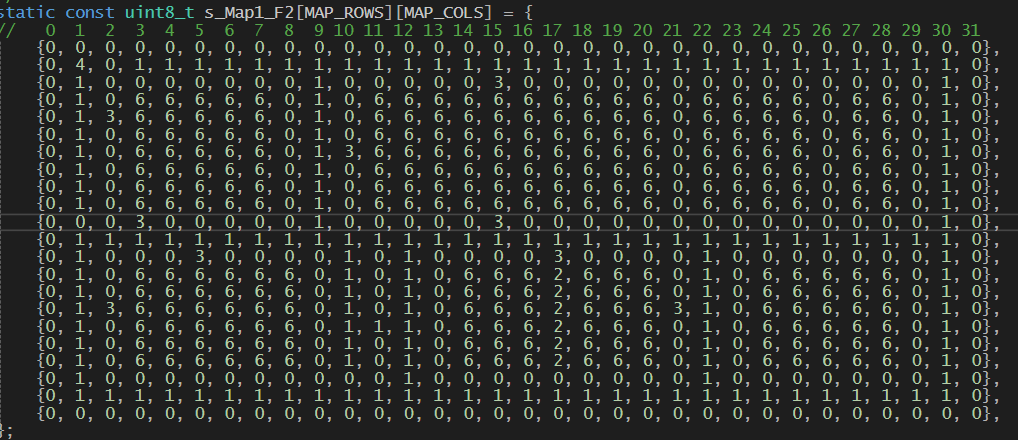 static const uint8_t s_Map1_F2[MAP_ROWS][MAP_COLS] = {
// 0 1 2 3 4 5 6 7 8 9 10 11 12 13 14 15 16 17 18 19 20 21 22 23 24 25 26 27 28 29 30 31
{0, 0, 0, 0, 0, 0, 0, 0, 0, 0, 0, 0, 0, 0, 0, 0, 0, 0, 0, 0, 0, 0, 0, 0, 0, 0, 0, 0, 0, 0, 0, 0},
{0, 4, 0, 1, 1, 1, 1, 1, 1, 1, 1, 1, 1, 1, 1, 1, 1, 1, 1, 1, 1, 1, 1, 1, 1, 1, 1, 1, 1, 1, 1, 0},
{0, 1, 0, 0, 0, 0, 0, 0, 0, 1, 0, 0, 0, 0, 0, 3, 0, 0, 0, 0, 0, 0, 0, 0, 0, 0, 0, 0, 0, 0, 1, 0},
{0, 1, 0, 6, 6, 6, 6, 6, 0, 1, 0, 6, 6, 6, 6, 6, 6, 6, 6, 6, 6, 0, 6, 6, 6, 6, 0, 6, 6, 0, 1, 0},
{0, 1, 3, 6, 6, 6, 6, 6, 0, 1, 0, 6, 6, 6, 6, 6, 6, 6, 6, 6, 6, 0, 6, 6, 6, 6, 0, 6, 6, 0, 1, 0},
{0, 1, 0, 6, 6, 6, 6, 6, 0, 1, 0, 6, 6, 6, 6, 6, 6, 6, 6, 6, 6, 0, 6, 6, 6, 6, 0, 6, 6, 0, 1, 0},
{0, 1, 0, 6, 6, 6, 6, 6, 0, 1, 3, 6, 6, 6, 6, 6, 6, 6, 6, 6, 6, 0, 6, 6, 6, 6, 0, 6, 6, 0, 1, 0},
{0, 1, 0, 6, 6, 6, 6, 6, 0, 1, 0, 6, 6, 6, 6, 6, 6, 6, 6, 6, 6, 0, 6, 6, 6, 6, 0, 6, 6, 0, 1, 0},
{0, 1, 0, 6, 6, 6, 6, 6, 0, 1, 0, 6, 6, 6, 6, 6, 6, 6, 6, 6, 6, 0, 6, 6, 6, 6, 0, 6, 6, 0, 1, 0},
{0, 1, 0, 6, 6, 6, 6, 6, 0, 1, 0, 6, 6, 6, 6, 6, 6, 6, 6, 6, 6, 0, 6, 6, 6, 6, 0, 6, 6, 0, 1, 0},
{0, 0, 0, 3, 0, 0, 0, 0, 0, 1, 0, 0, 0, 0, 0, 3, 0, 0, 0, 0, 0, 0, 0, 0, 0, 0, 0, 0, 0, 0, 1, 0},
{0, 1, 1, 1, 1, 1, 1, 1, 1, 1, 1, 1, 1, 1, 1, 1, 1, 1, 1, 1, 1, 1, 1, 1, 1, 1, 1, 1, 1, 1, 1, 0},
{0, 1, 0, 0, 0, 3, 0, 0, 0, 0, 1, 0, 1, 0, 0, 0, 0, 3, 0, 0, 0, 0, 1, 0, 0, 0, 0, 0, 0, 0, 1, 0},
{0, 1, 0, 6, 6, 6, 6, 6, 6, 0, 1, 0, 1, 0, 6, 6, 6, 2, 6, 6, 6, 0, 1, 0, 6, 6, 6, 6, 6, 0, 1, 0},
{0, 1, 0, 6, 6, 6, 6, 6, 6, 0, 1, 0, 1, 0, 6, 6, 6, 2, 6, 6, 6, 0, 1, 0, 6, 6, 6, 6, 6, 0, 1, 0},
{0, 1, 3, 6, 6, 6, 6, 6, 6, 0, 1, 0, 1, 0, 6, 6, 6, 2, 6, 6, 6, 3, 1, 0, 6, 6, 6, 6, 6, 0, 1, 0},
{0, 1, 0, 6, 6, 6, 6, 6, 6, 0, 1, 1, 1, 0, 6, 6, 6, 2, 6, 6, 6, 0, 1, 0, 6, 6, 6, 6, 6, 0, 1, 0},
{0, 1, 0, 6, 6, 6, 6, 6, 6, 0, 1, 0, 1, 0, 6, 6, 6, 2, 6, 6, 6, 0, 1, 0, 6, 6, 6, 6, 6, 0, 1, 0},
{0, 1, 0, 6, 6, 6, 6, 6, 6, 0, 1, 0, 1, 0, 6, 6, 6, 2, 6, 6, 6, 0, 1, 0, 6, 6, 6, 6, 6, 0, 1, 0},
{0, 1, 0, 0, 0, 0, 0, 0, 0, 0, 0, 0, 1, 0, 0, 0, 0, 0, 0, 0, 0, 0, 1, 0, 0, 0, 0, 0, 0, 0, 1, 0},
{0, 1, 1, 1, 1, 1, 1, 1, 1, 1, 1, 1, 1, 1, 1, 1, 1, 1, 1, 1, 1, 1, 1, 1, 1, 1, 1, 1, 1, 1, 1, 0},
{0, 0, 0, 0, 0, 0, 0, 0, 0, 0, 0, 0, 0, 0, 0, 0, 0, 0, 0, 0, 0, 0, 0, 0, 0, 0, 0, 0, 0, 0, 0, 0},
};